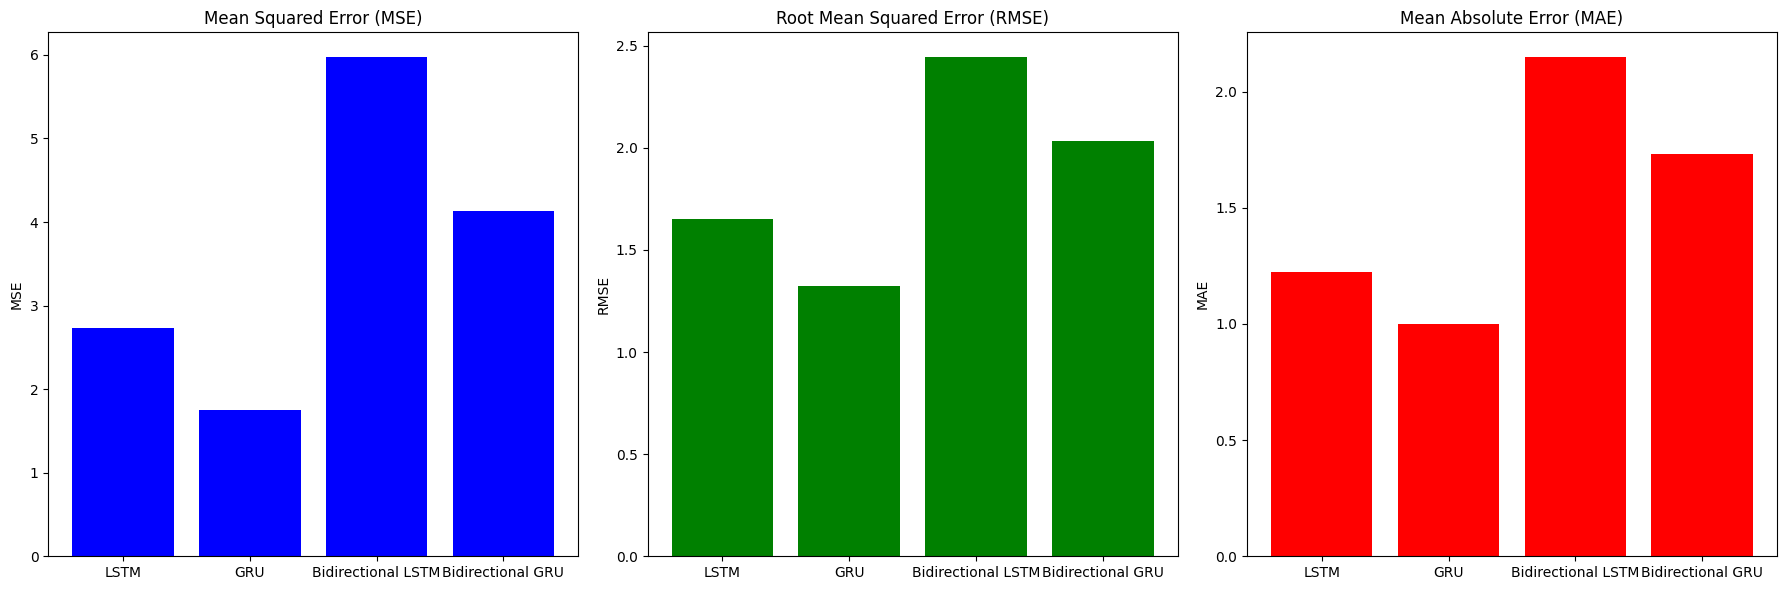 Mean Squared Error (MSE)
MSE
6
5
4
3
2
1
0
LSTM GRU Bidirectional LSTM Bidirectional GRU
Root Mean Squared Error (RMSE)
RMSE
2.5
2.0
1.5
1.0
0.5
0.0
LSTM GRU Bidirectional LSTM Bidirectional GRU
Mean Absolute Error (MAE)
MAE
2.0
1.5
1.0
0.5
0.0
LSTM GRU Bidirectional LSTM Bidirectional GRU